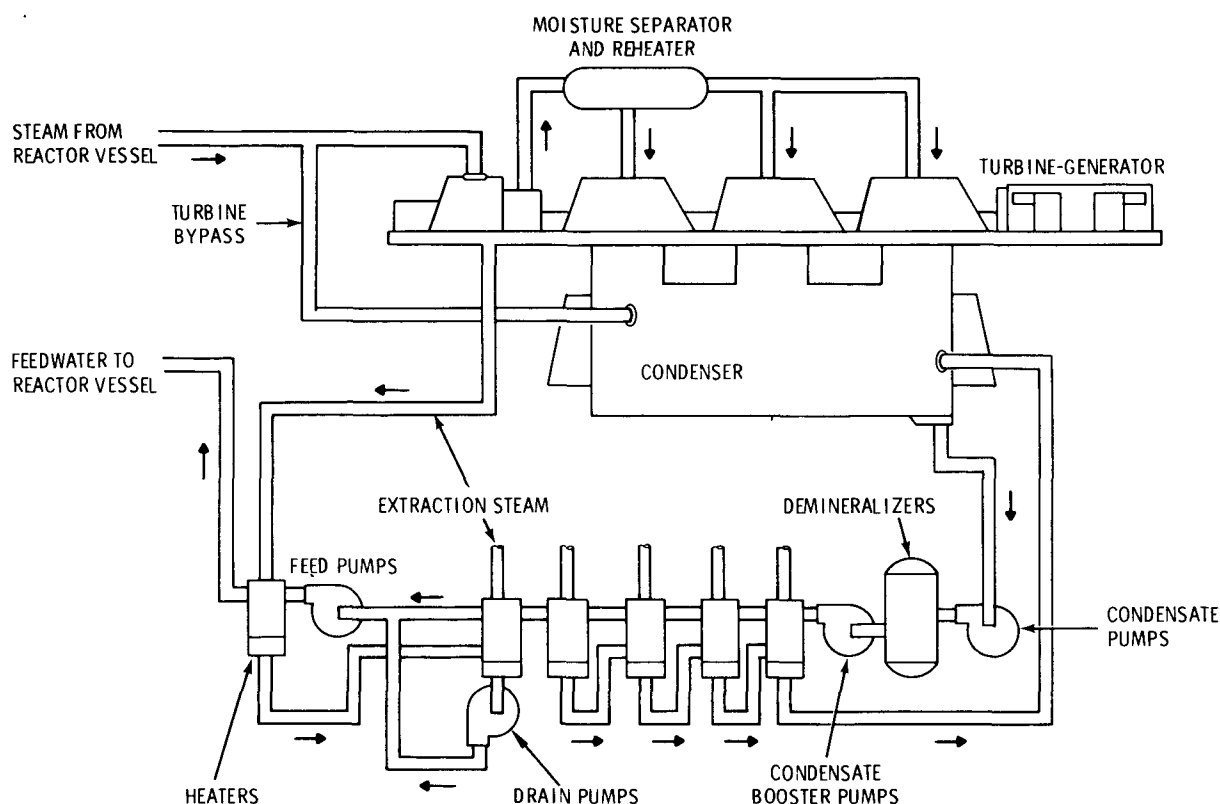 MOISTURE SEPARATOR
AND REHEATER
STEAM FROM
REACTOR VESSEL
TURBINE-GENERATOR
TURBINE
BYPASS
FEEDWATER TO
REACTOR VESSEL
CONDENSER
EXTRACTION STEAM
DEMINERALIZERS
FEED PUMPS
CONDENSATE
PUMPS
HEATERS
DRAIN PUMPS
CONDENSATE
BOOSTER PUMPS